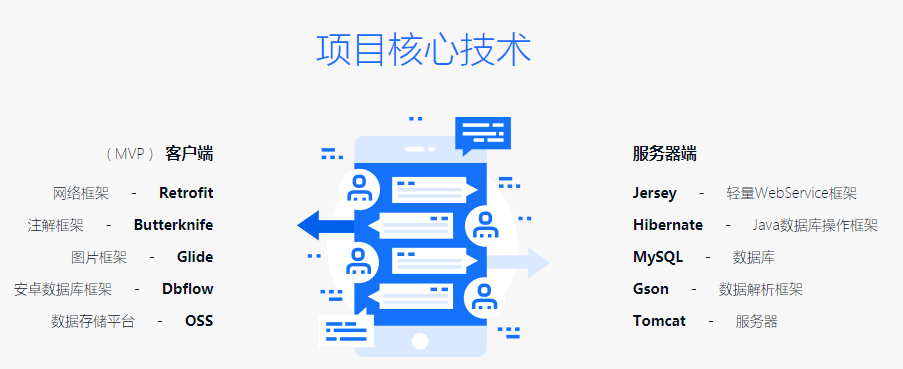 项目核心技术
（MVP） 客户端
网络框架 - Retrofit
注解框架 - Butterknife
图片框架 - Glide
安卓数据库框架 - Dbflow
数据存储平台 - OSS
服务器端
Jersey - 轻量WebService框架
Hibernate - Java数据库操作框架
MySQL - 数据库
Gson - 数据解析框架
Tomcat - 服务器